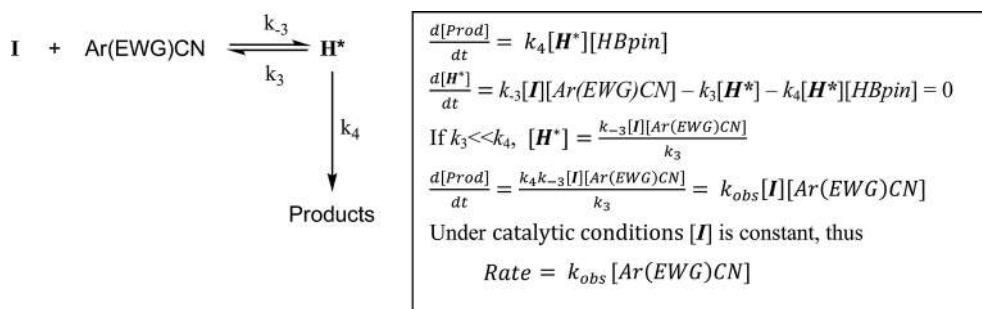 k₋₃
I + Ar(EWG)CN H*
k₃
k₄
Products
d[Prod]/dt = k₄[H*][HBpin]
d[H*]/dt = k₋₃[I][Ar(EWG)CN] – k₃[H*] – k₄[H*][HBpin] = 0
If k₃<<k₄, [H*] = k₋₃[I][Ar(EWG)CN]/k₃
d[Prod]/dt = k₄k₋₃[I][Ar(EWG)CN]/k₃ = k_obs[I][Ar(EWG)CN]
Under catalytic conditions [I] is constant, thus
Rate = k_obs[Ar(EWG)CN]